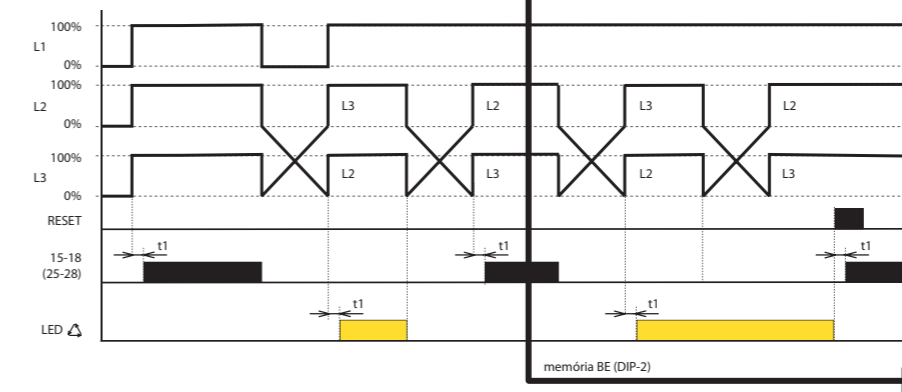 100%
L1
0%
100%
L2
L3
L2
L3
L2
0%
100%
L3
L2
L3
L2
L3
0%
RESET
15-18
(25-28)
t1
t1
t1
LED
t1
t1
memória BE (DIP-2)